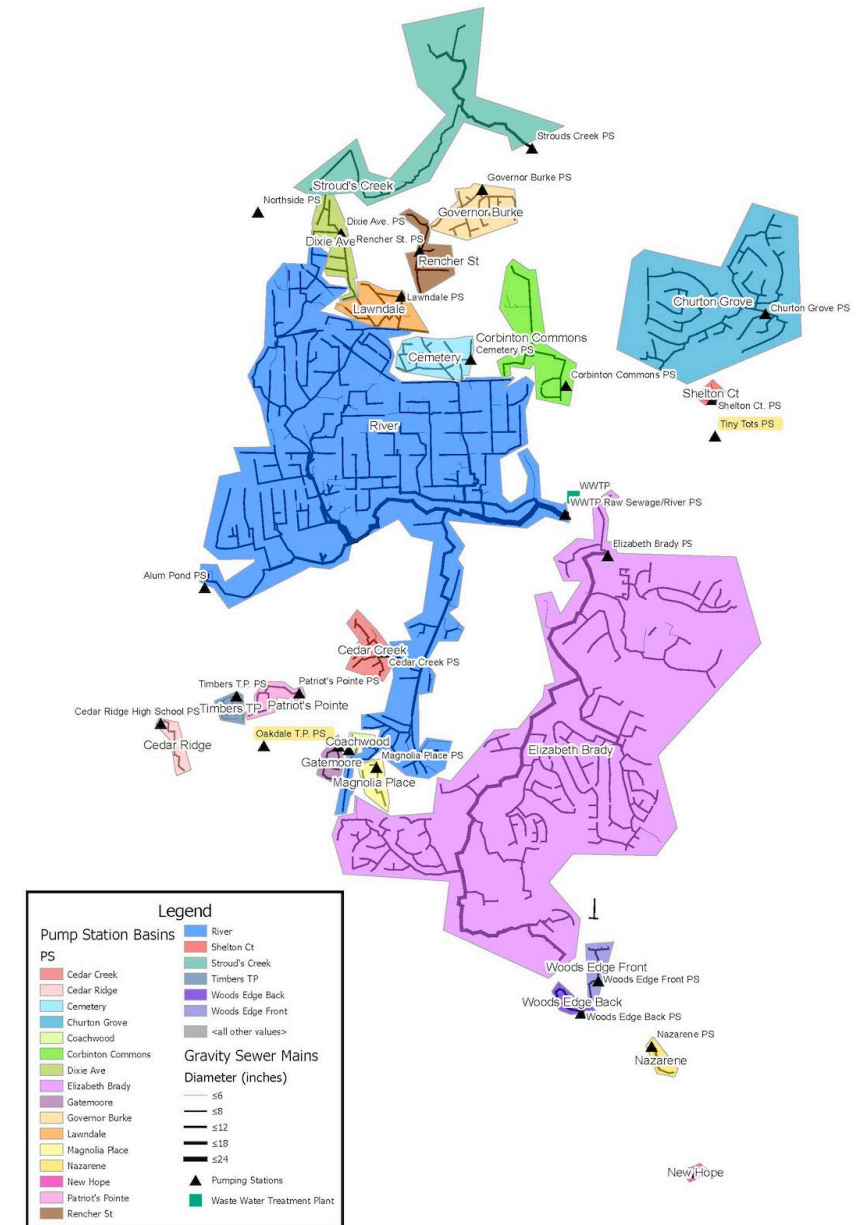 Strouds Creek PS
Governor Burke PS
Stroud's Creek
Northside PS
Governor Burke
Dixie Ave. PS
Dixie Ave
Rencher St. PS
Rencher St
Lawndale PS
Lawndale
Churton Grove
Churton Grove PS
Corbinton Commons
Cemetery PS
Cemetery
Corbinton Commons PS
Shelton Ct
Shelton Ct. PS
Tiny Tots PS
River
WWTP
WWTP Raw Sewage/River PS
Elizabeth Brady PS
Alum Pond PS
Cedar Creek
Cedar Creek PS
Timbers T.P. PS
Patriot's Pointe PS
Timbers TP
Patriot's Pointe
Cedar Ridge High School PS
Cedar Ridge
Oakdale T.P. PS
Coachwood
Magnolia Place PS
Gatemoore
Magnolia Place
Elizabeth Brady
Woods Edge Front
Woods Edge Front PS
Woods Edge Back
Woods Edge Back PS
Nazarene PS
Nazarene
New Hope
Legend
Pump Station Basins
PS
Cedar Creek
Cedar Ridge
Cemetery
Churton Grove
Coachwood
Corbinton Commons
Dixie Ave
Elizabeth Brady
Gatemoore
Governor Burke
Lawndale
Magnolia Place
Nazarene
New Hope
Patriot's Pointe
Rencher St
River
Shelton Ct
Stroud's Creek
Timbers TP
Woods Edge Back
Woods Edge Front
<all other values>
Gravity Sewer Mains
Diameter (inches)
≤6
≤8
≤12
≤18
≤24
Pumping Stations
Waste Water Treatment Plant